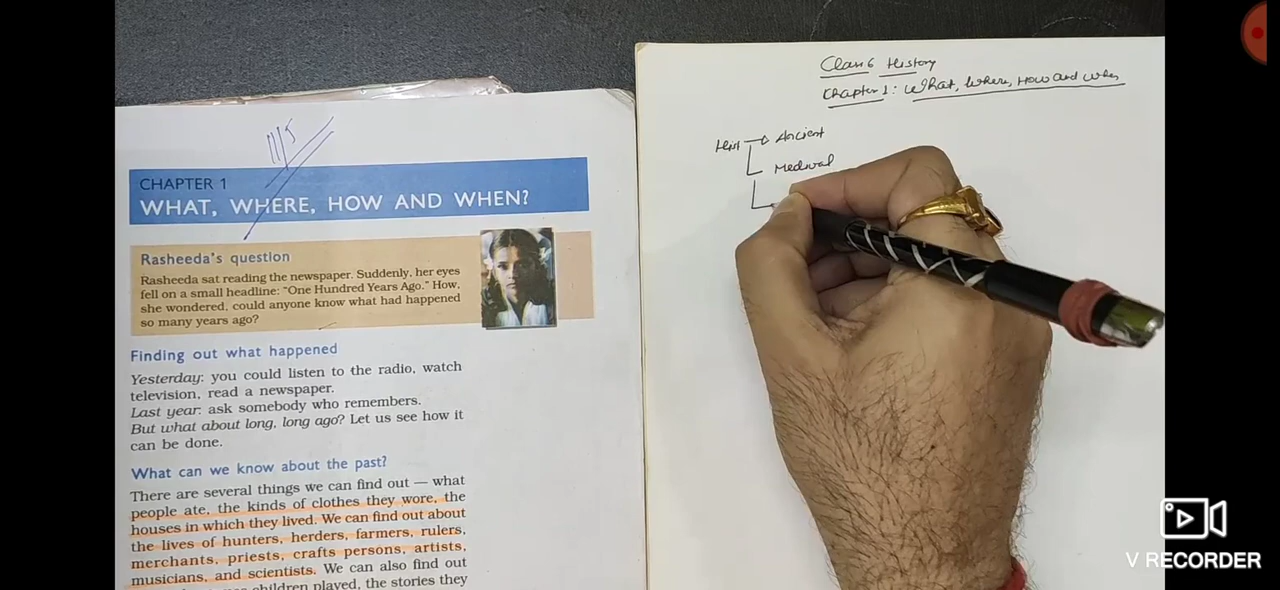 CHAPTER 1
WHAT, WHERE, HOW AND WHEN?
Rasheeda's question
Rasheeda sat reading the newspaper. Suddenly, her eyes
fell on a small headline: “One Hundred Years Ago.” How,
she wondered, could anyone know what had happened
so many years ago?
Finding out what happened
Yesterday: you could listen to the radio, watch
television, read a newspaper.
Last year: ask somebody who remembers.
But what about long, long ago? Let us see how it
can be done.
What can we know about the past?
There are several things we can find out — what
people ate, the kinds of clothes they wore, the
houses in which they lived. We can find out about
the lives of hunters, herders, farmers, rulers,
merchants, priests, crafts persons, artists,
musicians, and scientists. We can also find out
children played, the stories they
Class 6 History
Chapter 1: What, Where, How and When
Hist Ancient
Medival
V RECORDER